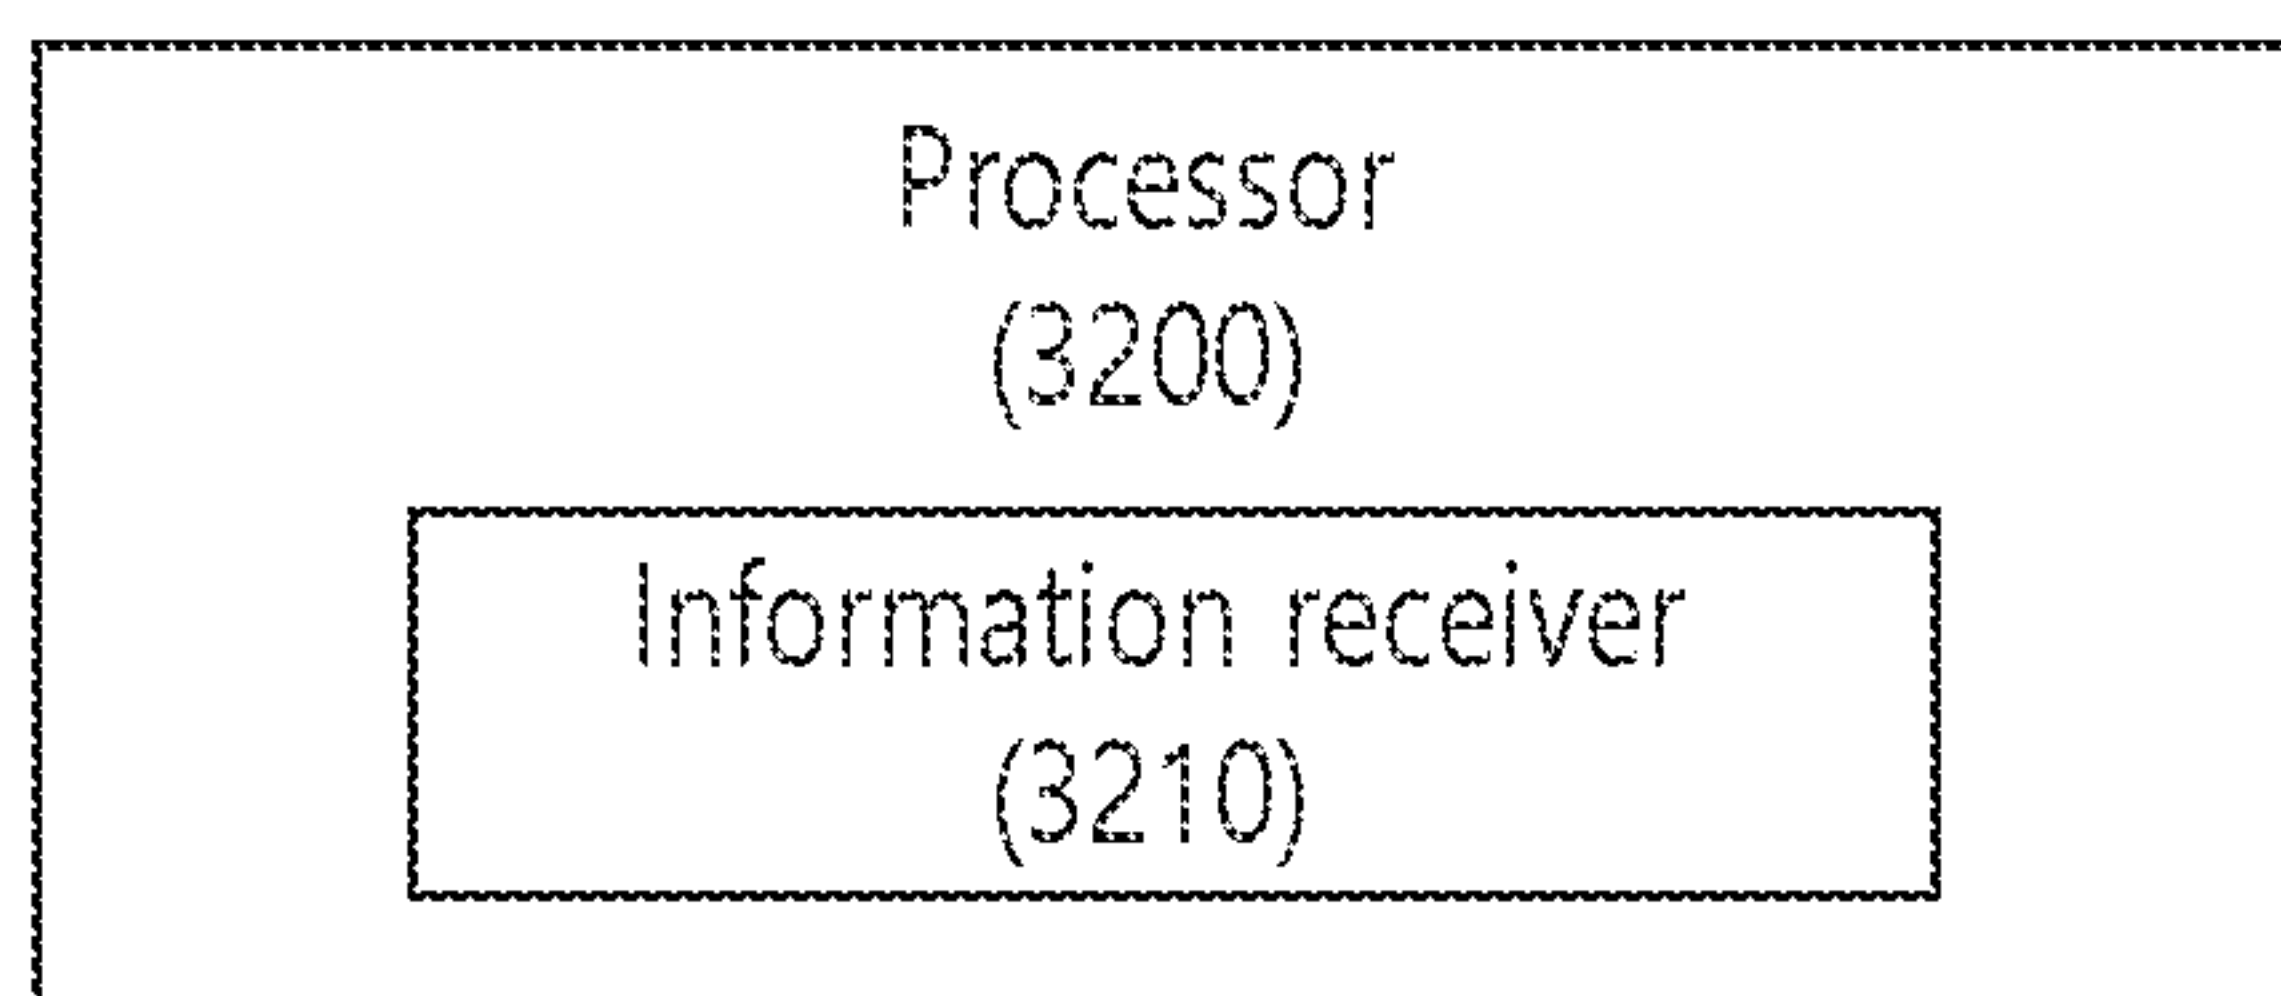 Processor
(3200)
Information receiver
(3210)